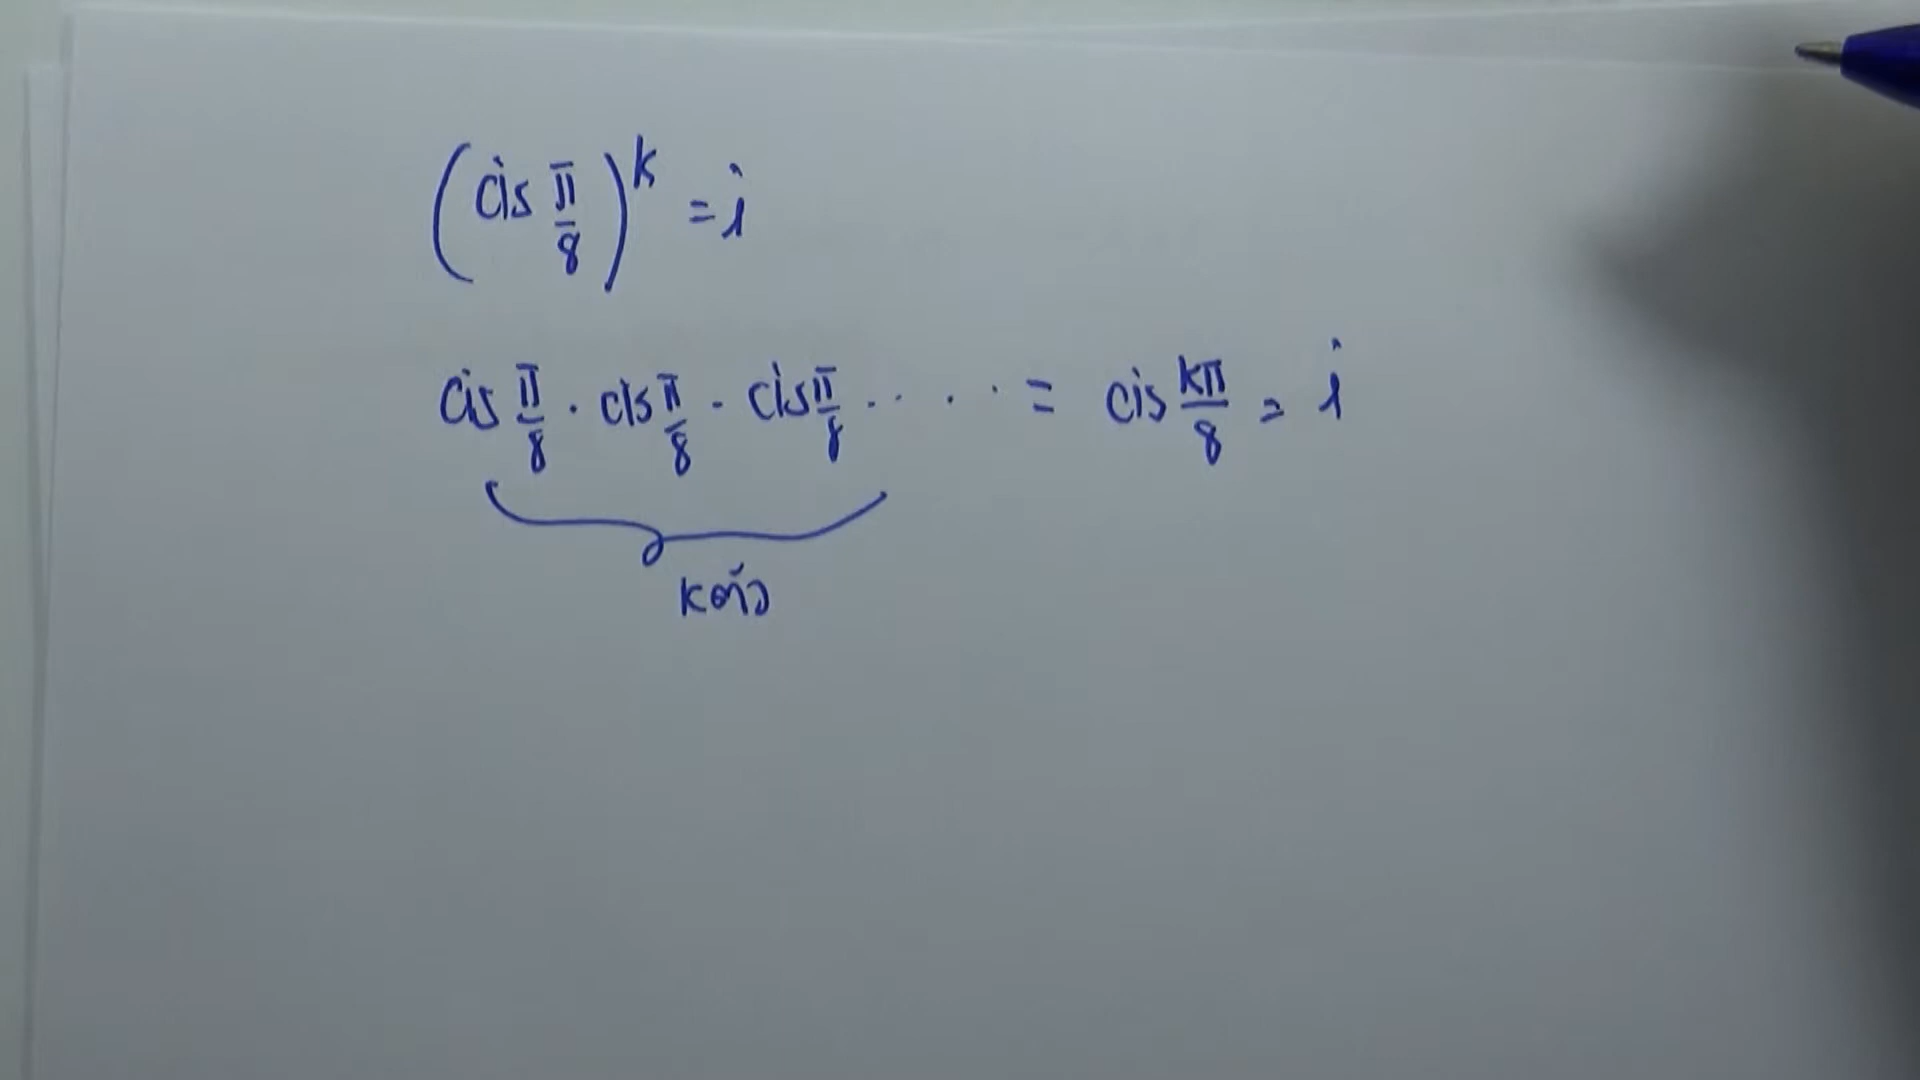 (cis π/8)^k = i
cis π/8 · cis π/8 · cis π/8 · · · · = cis kπ/8 = i
kตัว